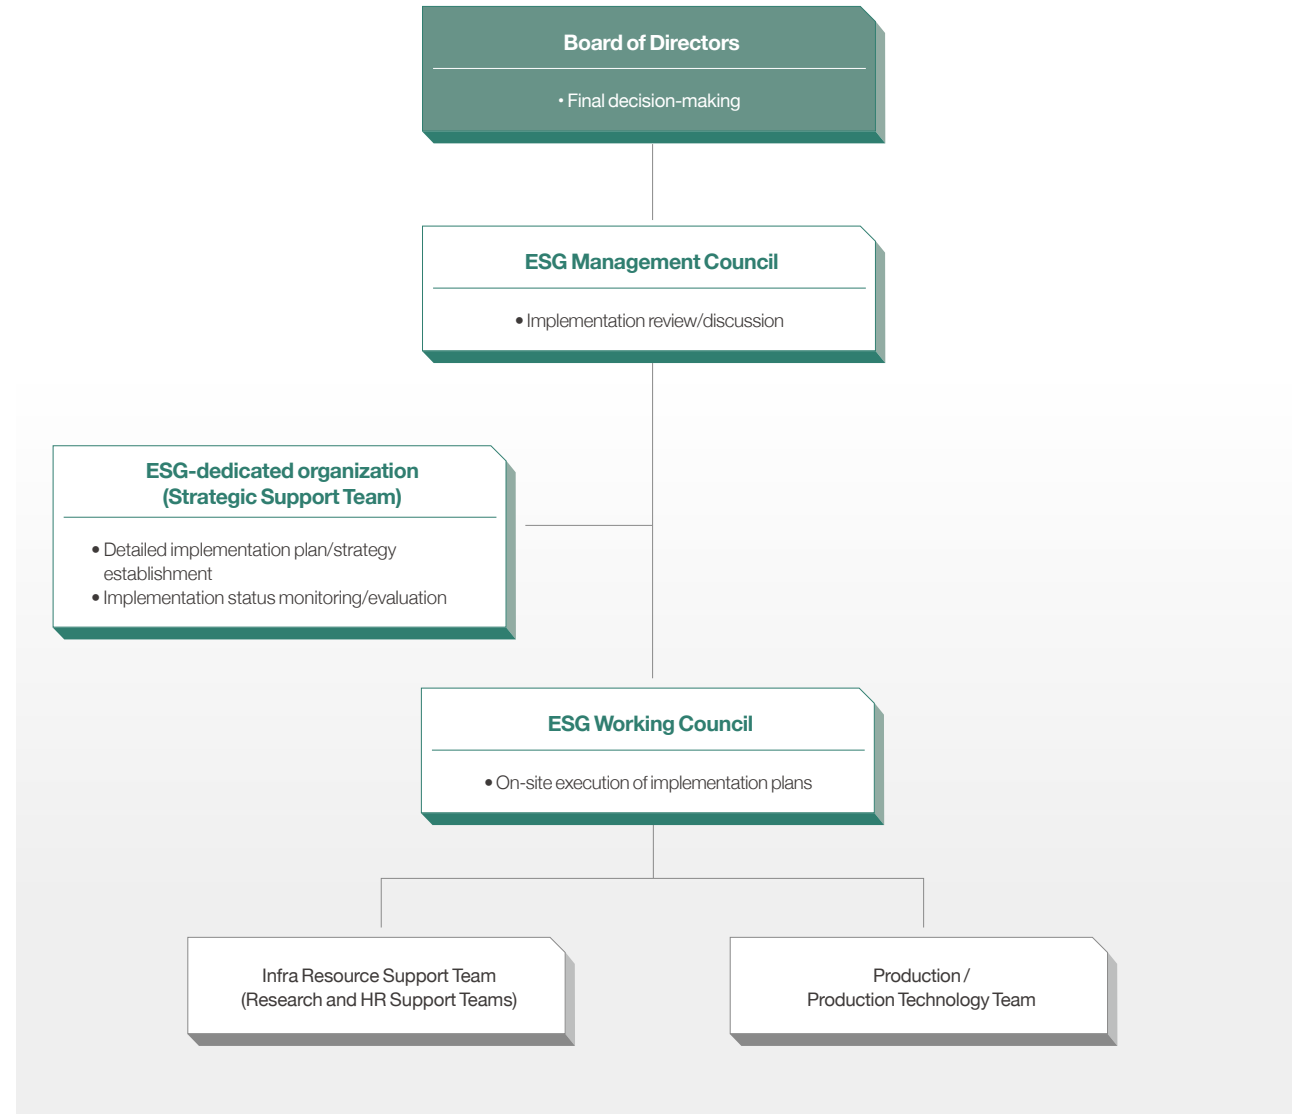 Board of Directors
• Final decision-making
ESG Management Council
• Implementation review/discussion
ESG-dedicated organization
(Strategic Support Team)
• Detailed implementation plan/strategy
establishment
• Implementation status monitoring/evaluation
ESG Working Council
• On-site execution of implementation plans
Infra Resource Support Team
(Research and HR Support Teams)
Production /
Production Technology Team